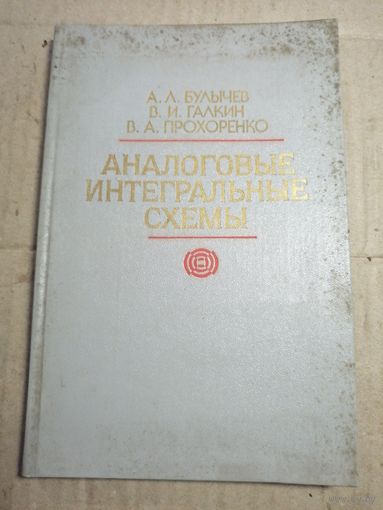 А. Л. БУЛЫЧЕВ
В. И. ГАЛКИН
В. А. ПРОХОРЕНКО
АНАЛОГОВЫЕ
ИНТЕГРАЛЬНЫЕ
СХЕМЫ